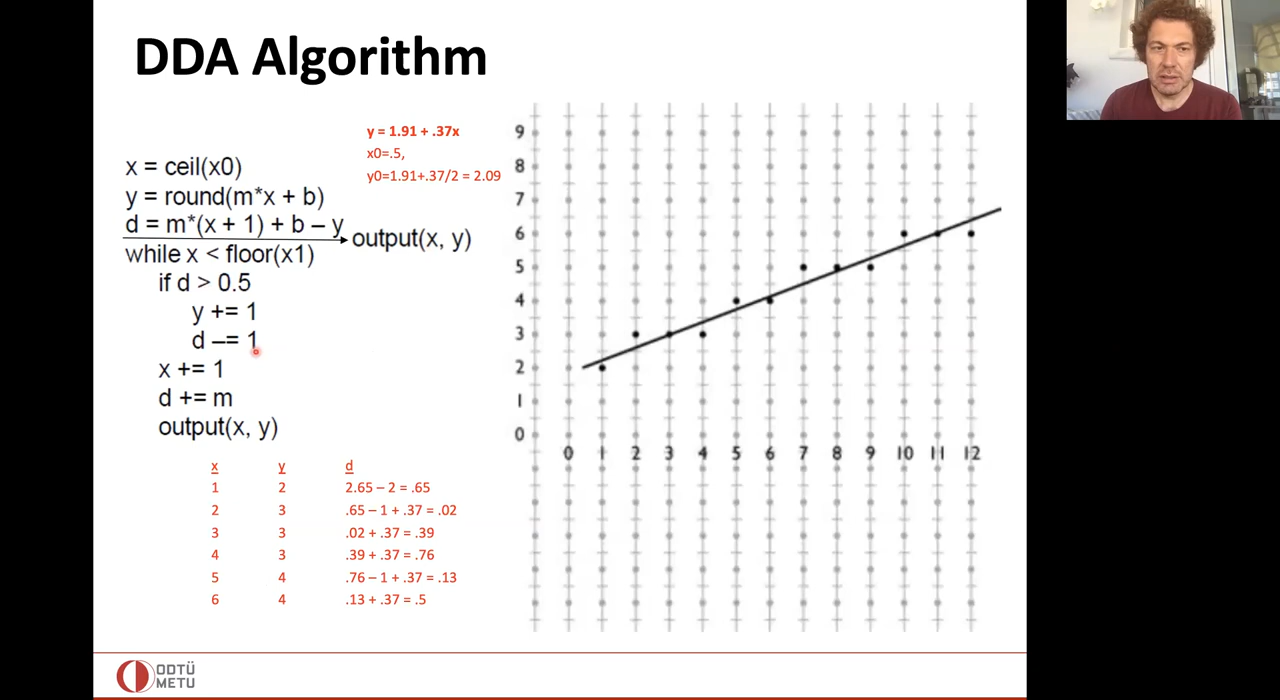 DDA Algorithm
y = 1.91 + .37x
x0=.5,
y0=1.91+.37/2 = 2.09
x = ceil(x0)
y = round(m*x + b)
d = m*(x + 1) + b – y
output(x, y)
while x < floor(x1)
if d > 0.5
y += 1
d –= 1
x += 1
d += m
output(x, y)
x y d
1 2 2.65 – 2 = .65
2 3 .65 – 1 + .37 = .02
3 3 .02 + .37 = .39
4 3 .39 + .37 = .76
5 4 .76 – 1 + .37 = .13
6 4 .13 + .37 = .5
9
8
7
6
5
4
3
2
1
0
0 1 2 3 4 5 6 7 8 9 10 11 12
ODTÜ
METU